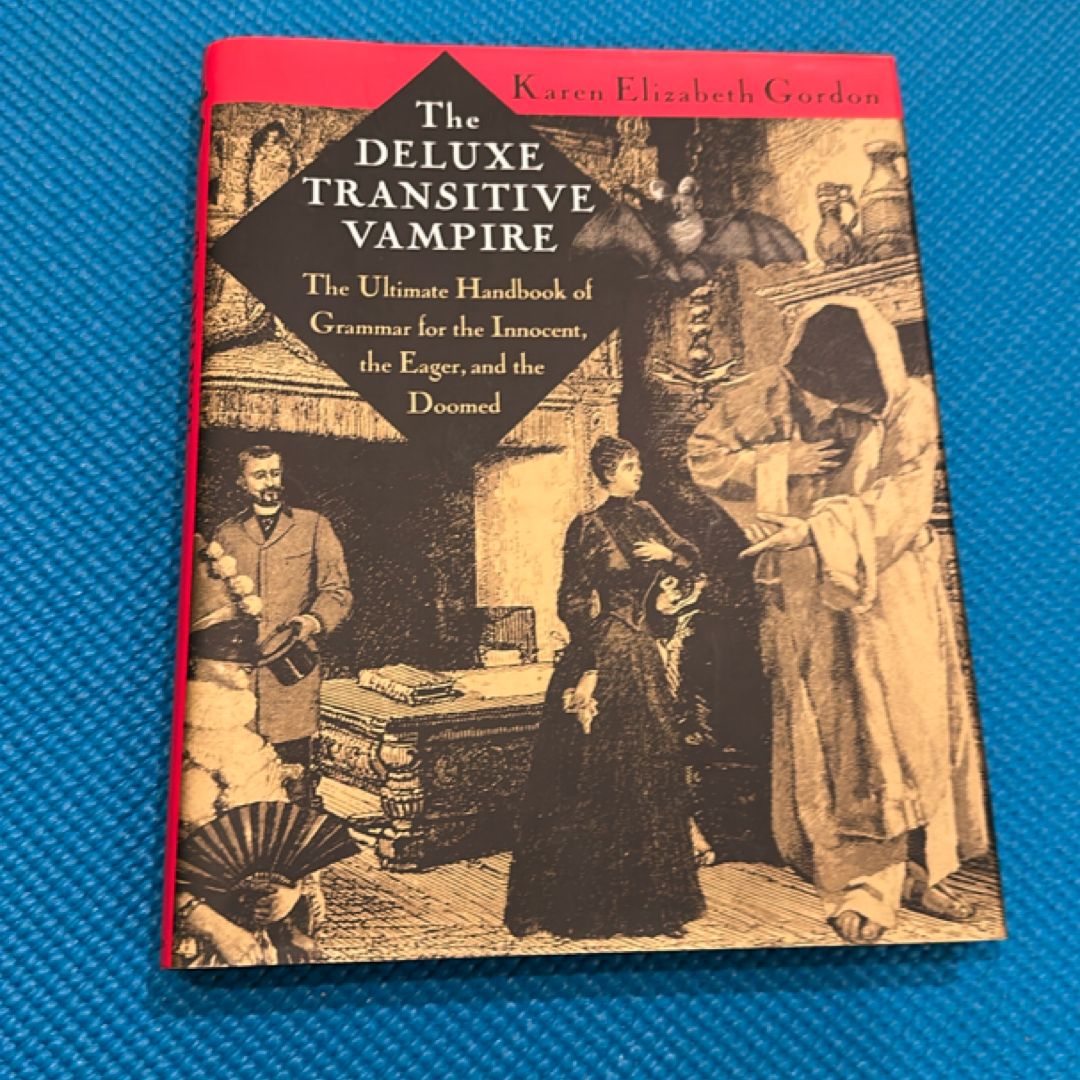 Karen Elizabeth Gordon
The
DELUXE
TRANSITIVE
VAMPIRE
The Ultimate Handbook of
Grammar for the Innocent,
the Eager, and the
Doomed